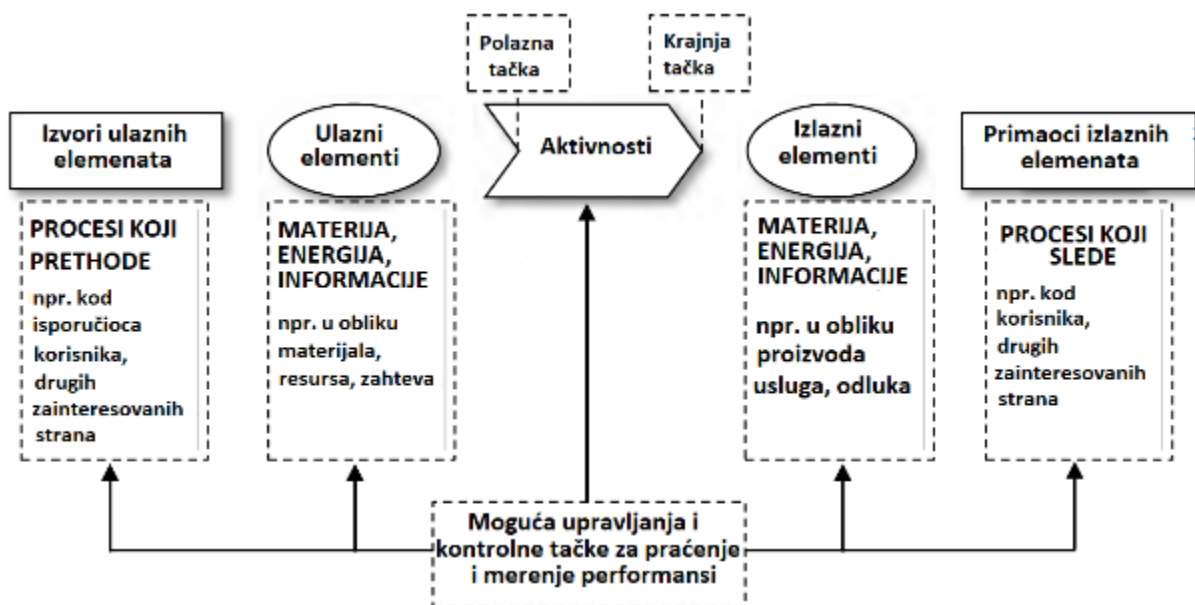 Polazna
tačka
Krajnja
tačka
Izvori ulaznih
elemenata
Ulazni
elementi
Aktivnosti
Izlazni
elementi
Primaoci izlaznih
elemenata
PROCESI KOJI
PRETHODE
npr. kod
isporučioca
korisnika,
drugih
zainteresovanih
strana
MATERIJA,
ENERGIJA,
INFORMACIJE
npr. u obliku
materijala,
resursa, zahteva
MATERIJA,
ENERGIJA,
INFORMACIJE
npr. u obliku
proizvoda
usluga, odluka
PROCESI KOJI
SLEDE
npr. kod
korisnika,
drugih
zainteresovanih
strana
Moguća upravljanja i
kontrolne tačke za praćenje
i merenje performansi